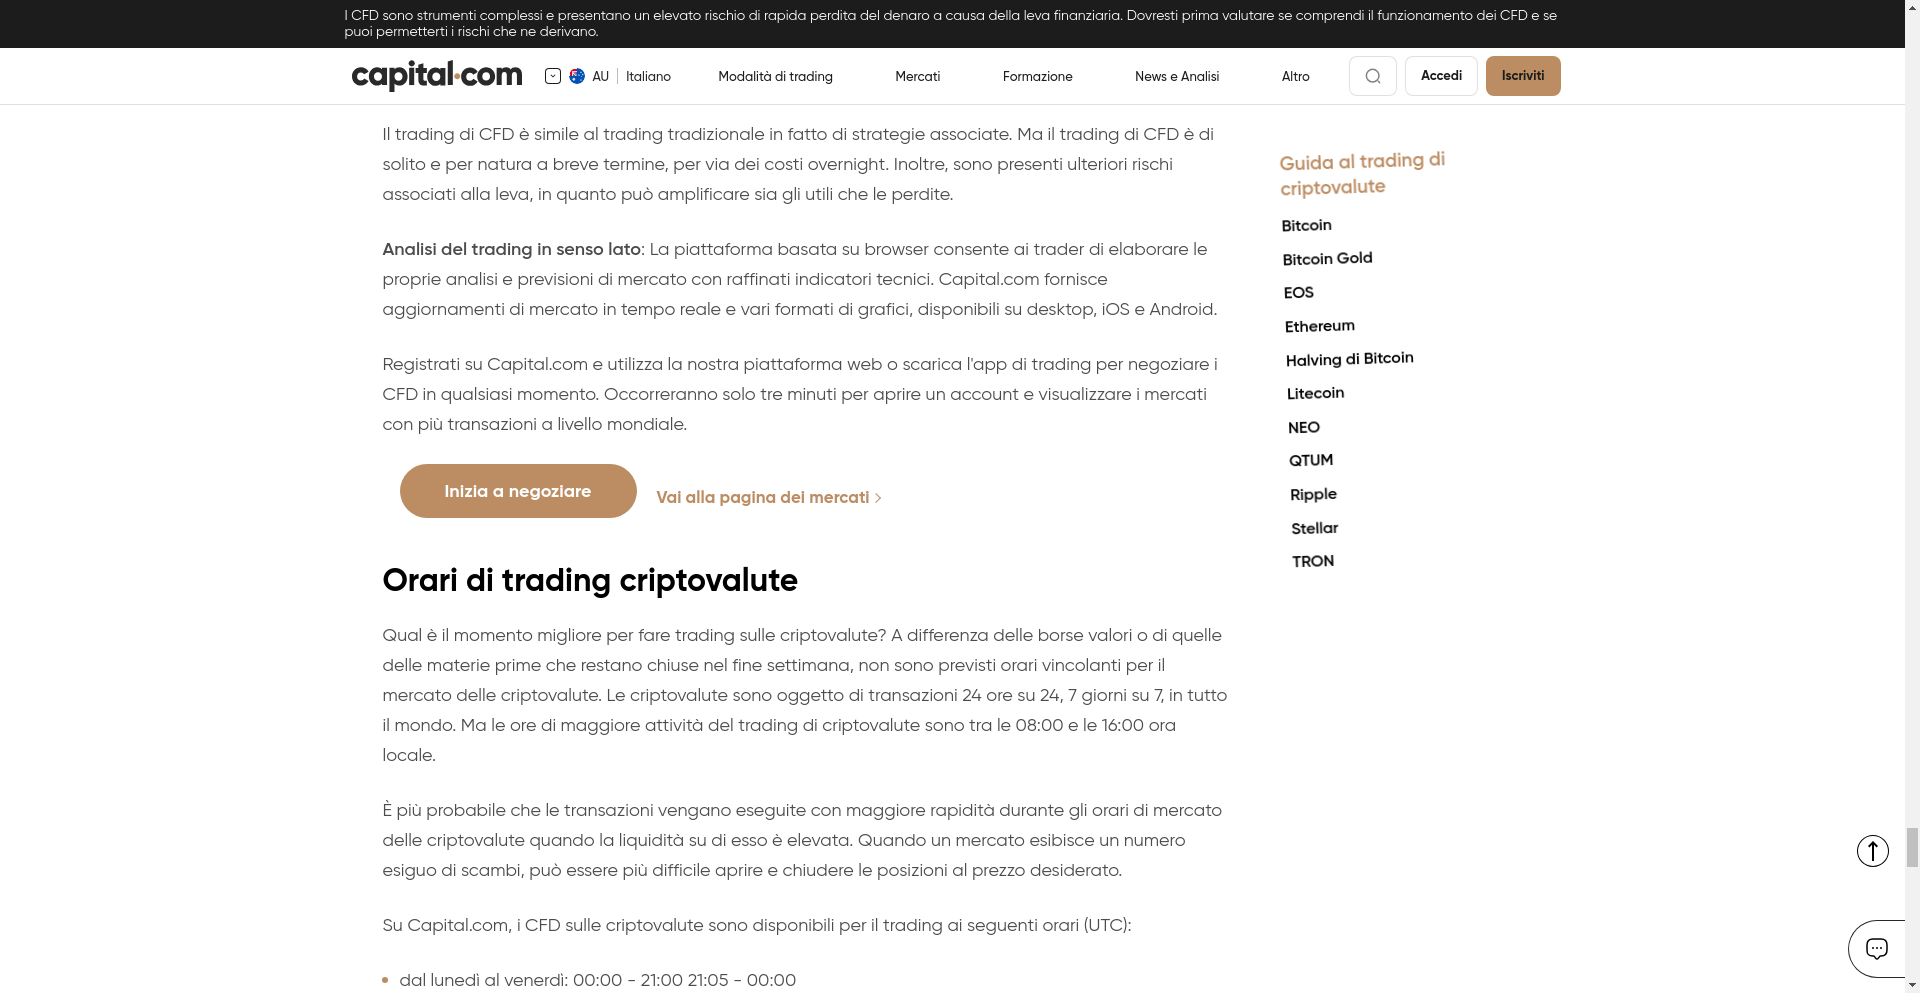 I CFD sono strumenti complessi e presentano un elevato rischio di rapida perdita del denaro a causa della leva finanziaria. Dovresti prima valutare se comprendi il funzionamento dei CFD e se
puoi permetterti i rischi che ne derivano.
capital.com
AU
Italiano
Modalità di trading
Mercati
Formazione
News e Analisi
Altro
Accedi
Iscriviti
Il trading di CFD è simile al trading tradizionale in fatto di strategie associate. Ma il trading di CFD è di
solito e per natura a breve termine, per via dei costi overnight. Inoltre, sono presenti ulteriori rischi
associati alla leva, in quanto può amplificare sia gli utili che le perdite.
Analisi del trading in senso lato: La piattaforma basata su browser consente ai trader di elaborare le
proprie analisi e previsioni di mercato con raffinati indicatori tecnici. Capital.com fornisce
aggiornamenti di mercato in tempo reale e vari formati di grafici, disponibili su desktop, iOS e Android.
Registrati su Capital.com e utilizza la nostra piattaforma web o scarica l'app di trading per negoziare i
CFD in qualsiasi momento. Occorreranno solo tre minuti per aprire un account e visualizzare i mercati
con più transazioni a livello mondiale.
Inizia a negoziare
Vai alla pagina dei mercati
Orari di trading criptovalute
Qual è il momento migliore per fare trading sulle criptovalute? A differenza delle borse valori o di quelle
delle materie prime che restano chiuse nel fine settimana, non sono previsti orari vincolanti per il
mercato delle criptovalute. Le criptovalute sono oggetto di transazioni 24 ore su 24, 7 giorni su 7, in tutto
il mondo. Ma le ore di maggiore attività del trading di criptovalute sono tra le 08:00 e le 16:00 ora
locale.
È più probabile che le transazioni vengano eseguite con maggiore rapidità durante gli orari di mercato
delle criptovalute quando la liquidità su di esso è elevata. Quando un mercato esibisce un numero
esiguo di scambi, può essere più difficile aprire e chiudere le posizioni al prezzo desiderato.
Su Capital.com, i CFD sulle criptovalute sono disponibili per il trading ai seguenti orari (UTC):
dal lunedì al venerdì: 00:00 - 21:00 21:05 - 00:00
Guida al trading di
criptovalute
Bitcoin
Bitcoin Gold
EOS
Ethereum
Halving di Bitcoin
Litecoin
NEO
QTUM
Ripple
Stellar
TRON